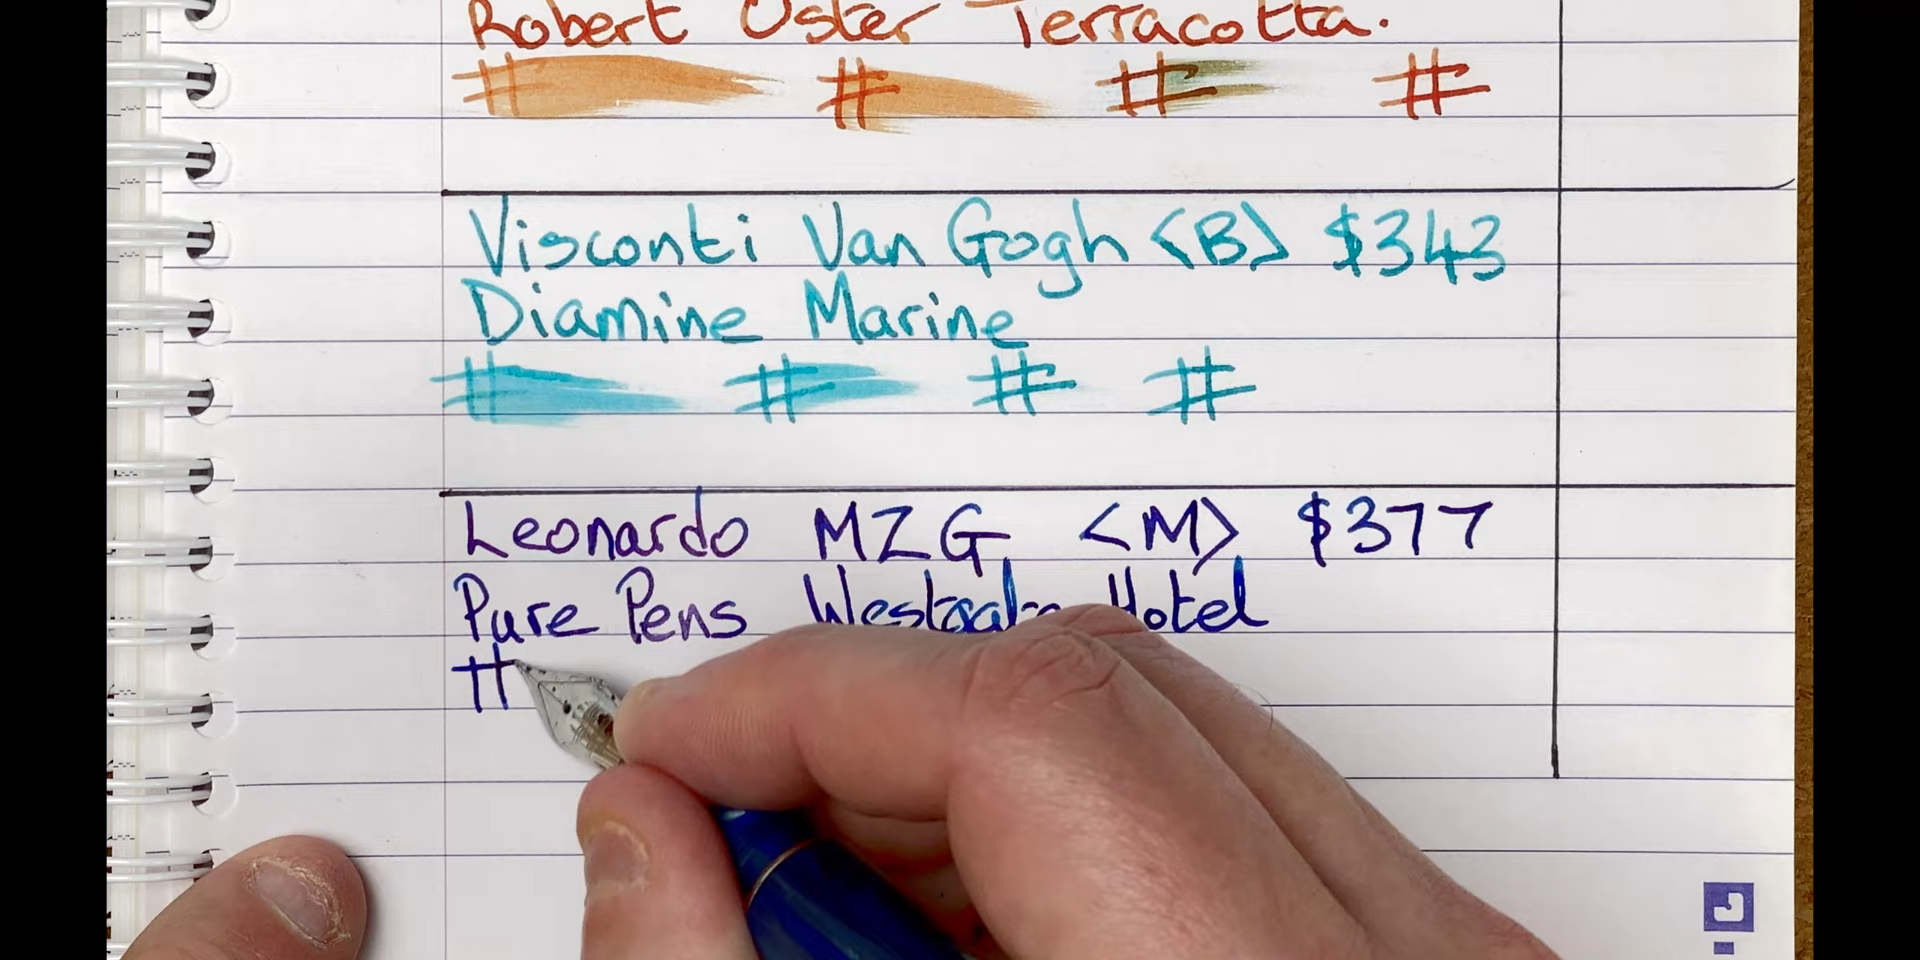 Robert Oster Terracotta.
# # # #
Visconti Van Gogh <B> $343
Diamine Marine
# # # #
Leonardo MZG <M> $377
Pure Pens Hotel